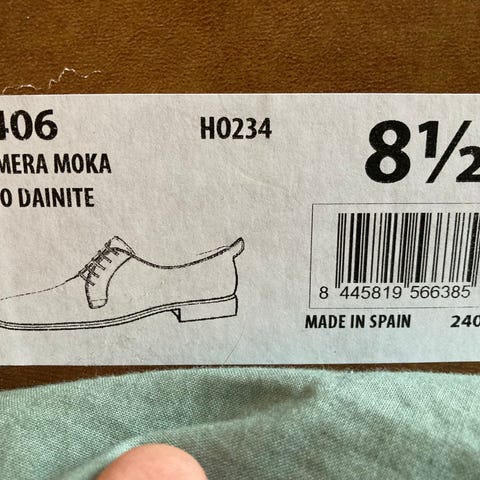 406
MERA MOKA
O DAINITE
H0234
8½
8 445819 566385
MADE IN SPAIN 240